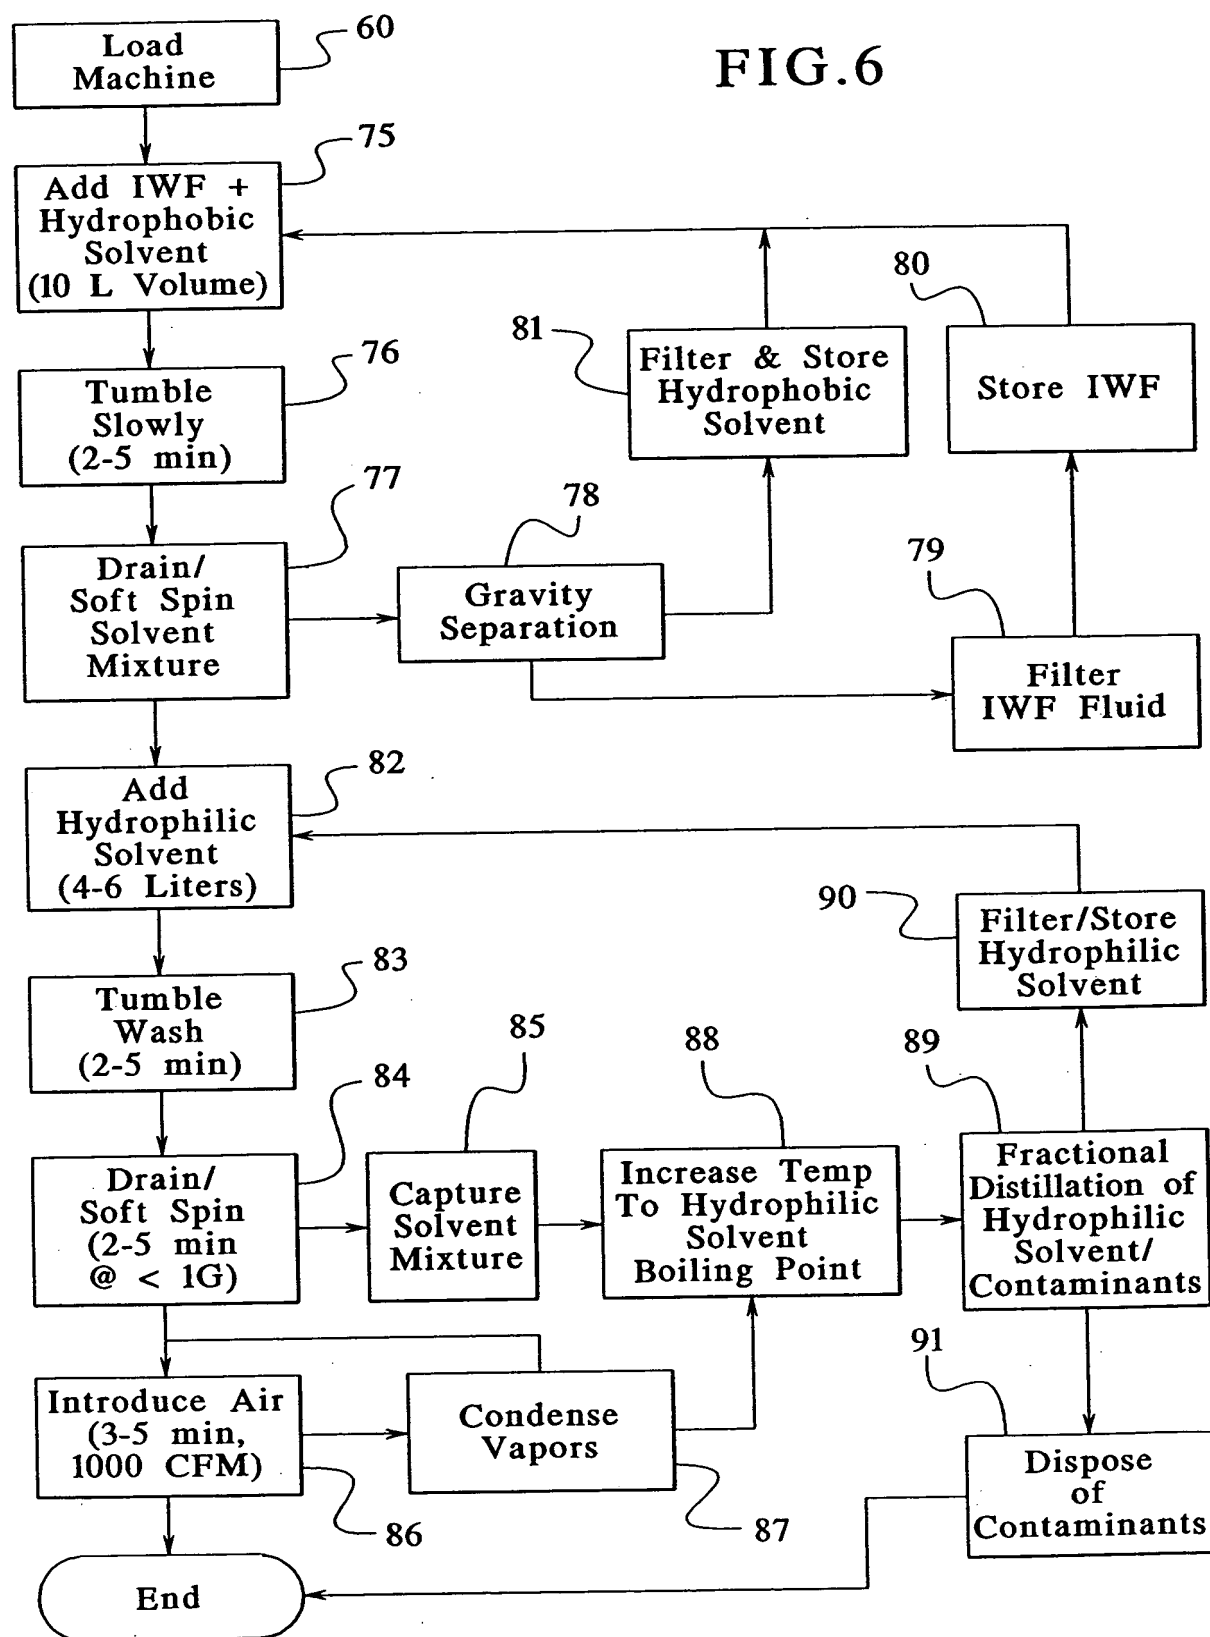 FIG.6
Load
Machine
60
Add IWF +
Hydrophobic
Solvent
(10 L Volume)
75
Tumble
Slowly
(2-5 min)
76
Drain/
Soft Spin
Solvent
Mixture
77
Gravity
Separation
78
Filter & Store
Hydrophobic
Solvent
81
Store IWF
80
Filter
IWF Fluid
79
Add
Hydrophilic
Solvent
(4-6 Liters)
82
Tumble
Wash
(2-5 min)
83
Drain/
Soft Spin
(2-5 min
@ < 1G)
84
Capture
Solvent
Mixture
85
Increase Temp
To Hydrophilic
Solvent
Boiling Point
88
Fractional
Distillation of
Hydrophilic
Solvent/
Contaminants
89
Filter/Store
Hydrophilic
Solvent
90
Introduce Air
(3-5 min,
1000 CFM)
86
Condense
Vapors
87
Dispose
of
Contaminants
91
End